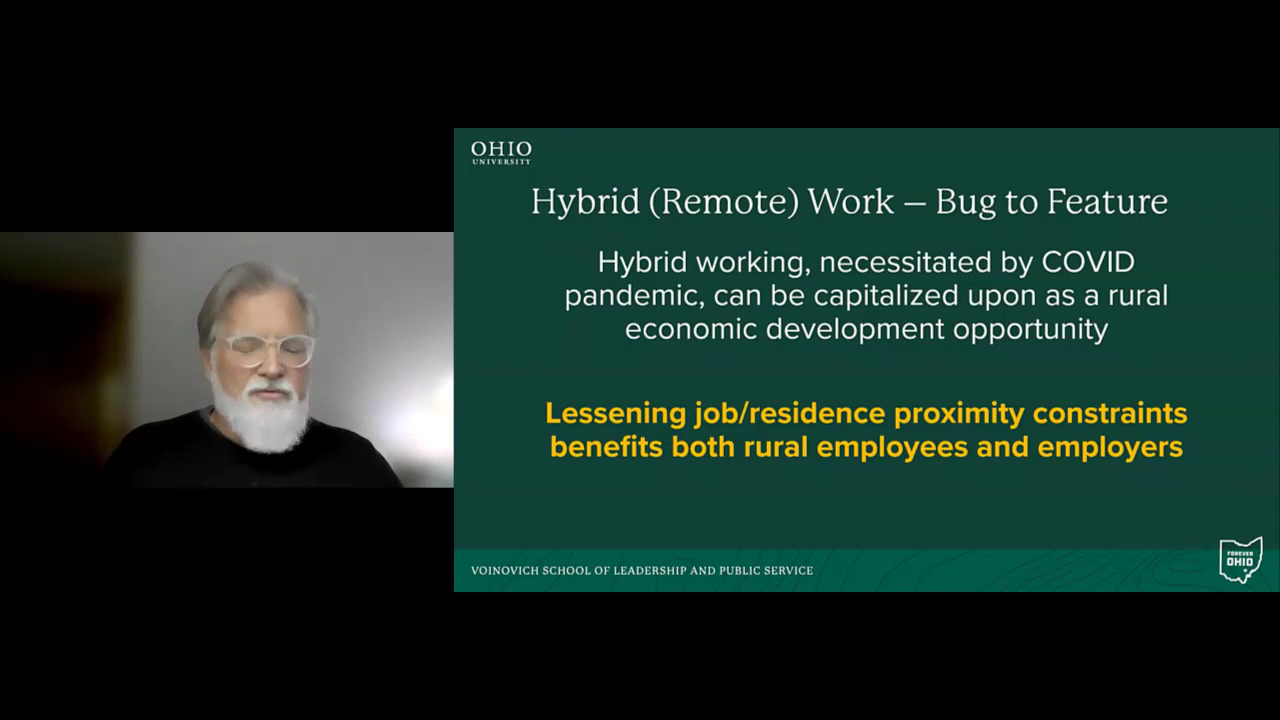 OHIO
UNIVERSITY
Hybrid (Remote) Work – Bug to Feature
Hybrid working, necessitated by COVID
pandemic, can be capitalized upon as a rural
economic development opportunity
Lessening job/residence proximity constraints
benefits both rural employees and employers
VOINOVICH SCHOOL OF LEADERSHIP AND PUBLIC SERVICE
FOREVER
OHIO